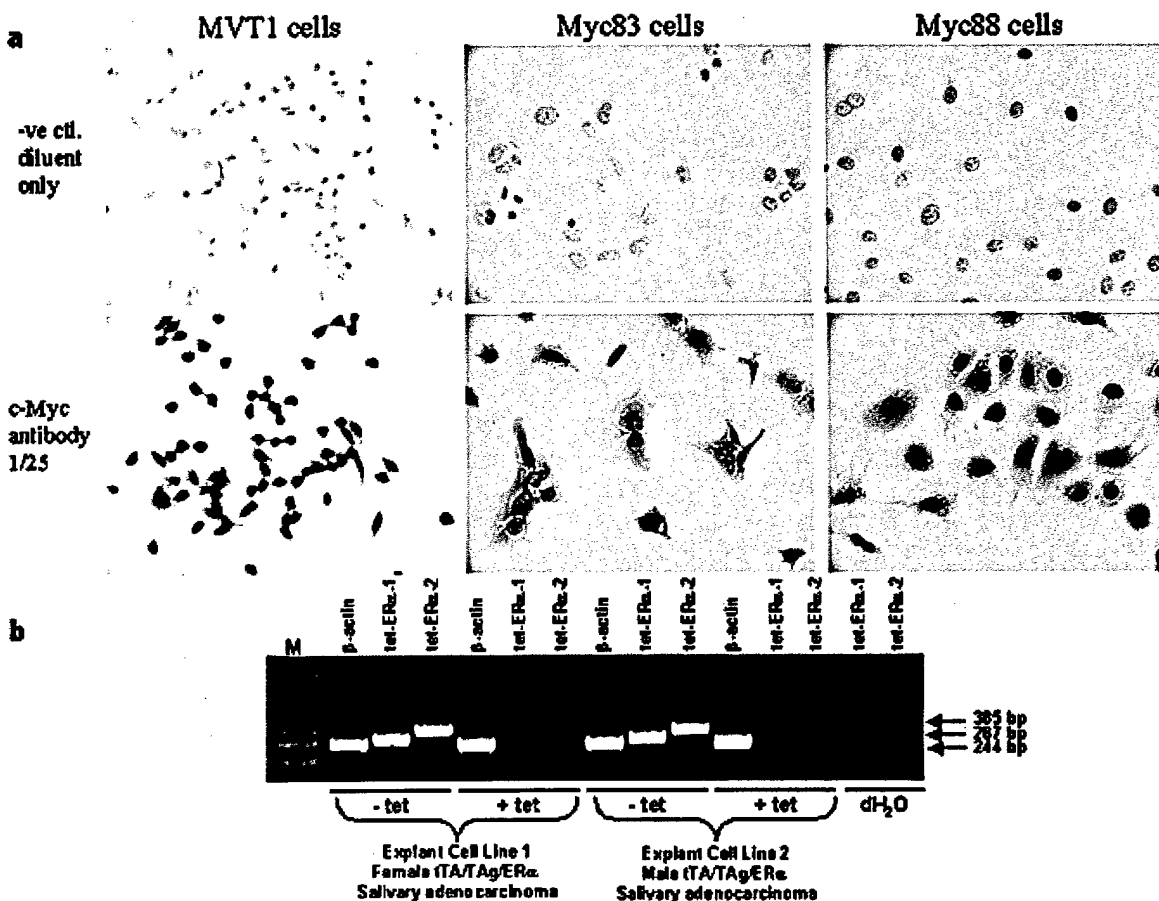 a
MVT1 cells
Myc83 cells
Myc88 cells
-ve ctl.
diluent
only
c-Myc
antibody
1/25
b
M
β-actin
tet-ERα-1
tet-ERα-2
β-actin
tet-ERα-1
tet-ERα-2
β-actin
tet-ERα-1
tet-ERα-2
β-actin
tet-ERα-1
tet-ERα-2
tet-ERα-1
tet-ERα-2
bp
bp
244 bp
- tet
+ tet
- tet
+ tet
dH₂O
Explant Cell Line 1
Female tTA/TAg/ERα
Salivary adenocarcinoma
Explant Cell Line 2
Male tTA/TAg/ERα
Salivary adenocarcinoma